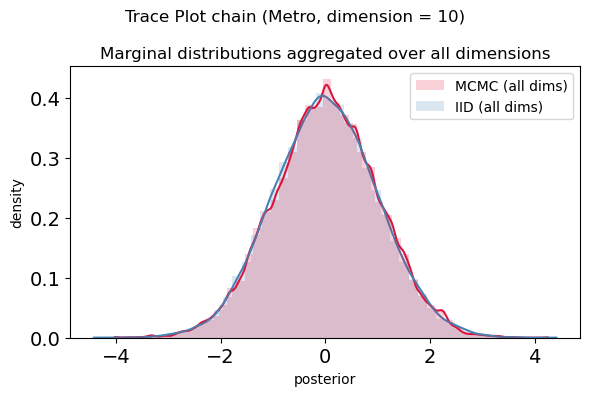 Trace Plot chain (Metro, dimension = 10)
Marginal distributions aggregated over all dimensions
MCMC (all dims)
IID (all dims)
density
0.4
0.3
0.2
0.1
0.0
−4
−2
0
2
4
posterior